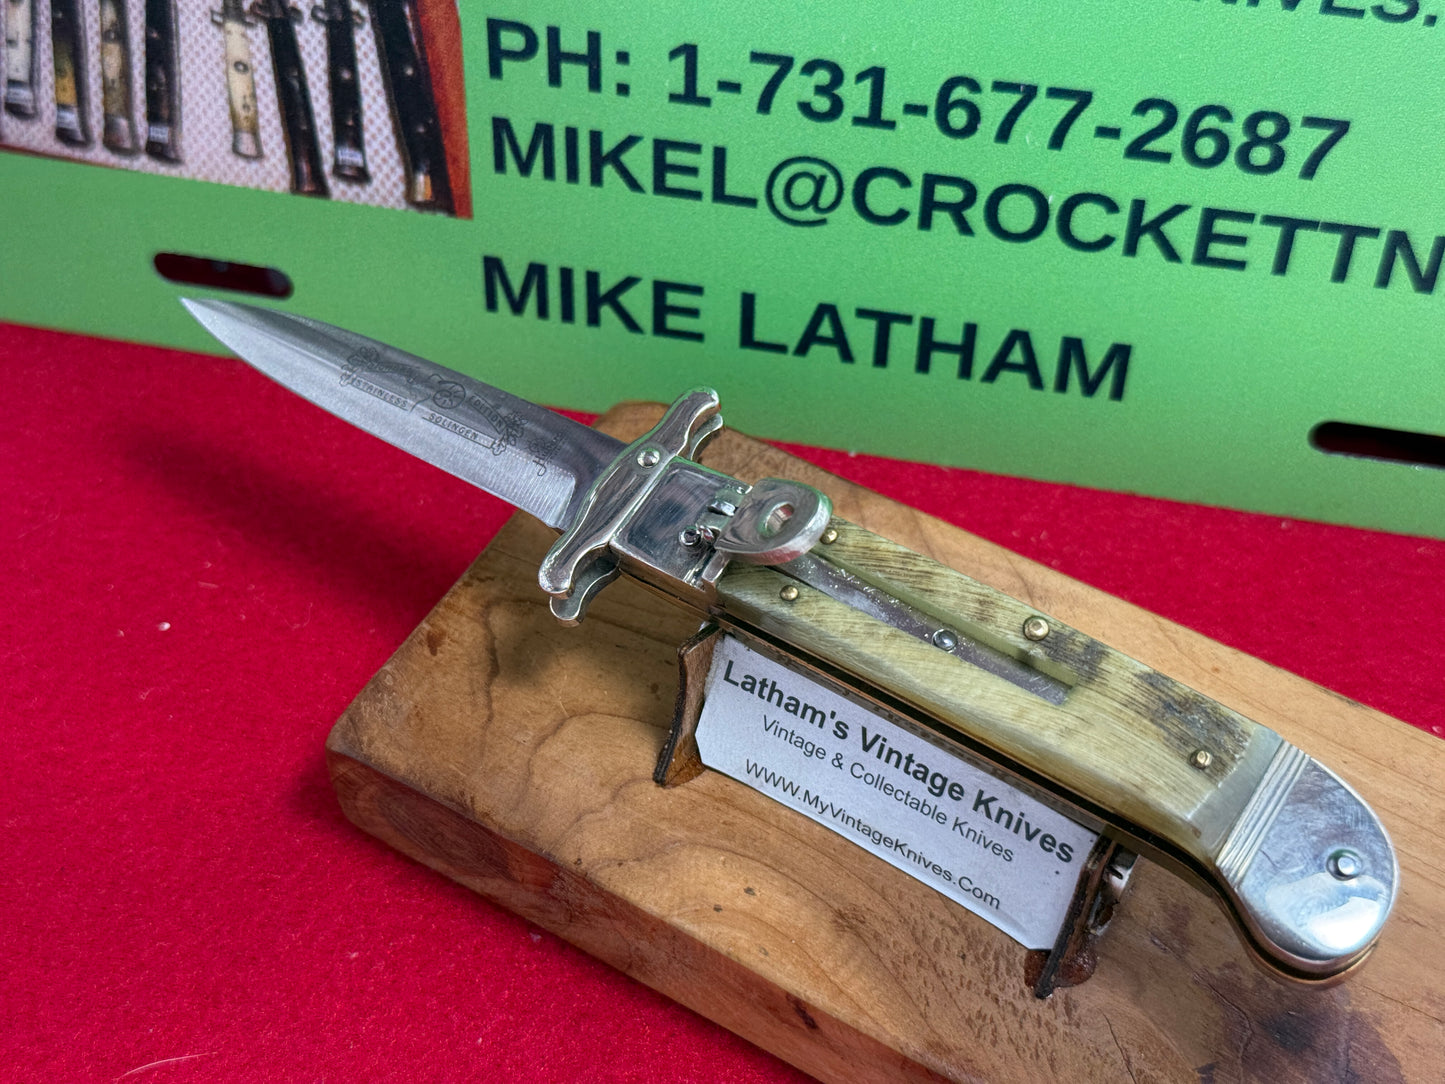 PH: 1-731-677-2687
MIKEL@CROCKETTN
MIKE LATHAM
STAINLESS EDITION
SOLINGEN
Latham's Vintage Knives
Vintage & Collectable Knives
www.MyVintageKnives.Com